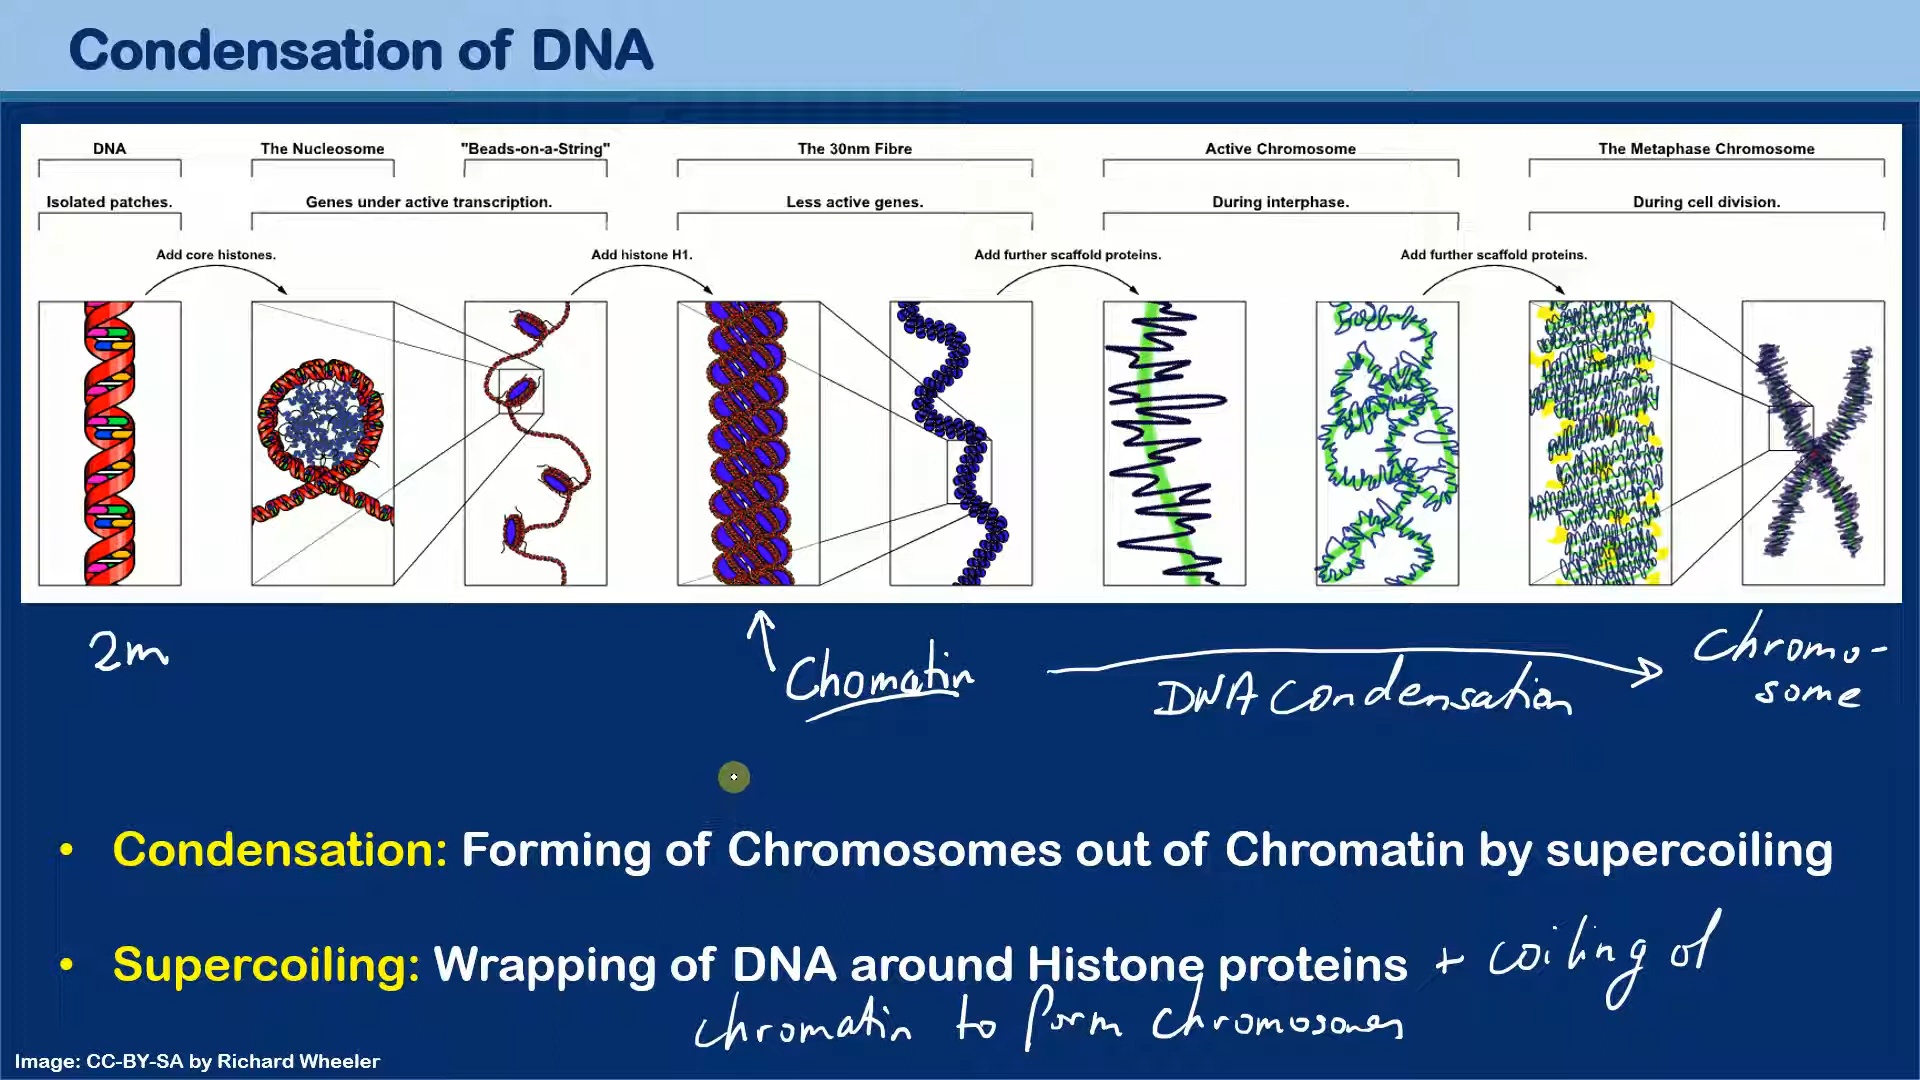 Condensation of DNA
DNA
The Nucleosome
"Beads-on-a-String"
The 30nm Fibre
Active Chromosome
The Metaphase Chromosome
Isolated patches.
Genes under active transcription.
Less active genes.
During interphase.
During cell division.
Add core histones.
Add histone H1.
Add further scaffold proteins.
Add further scaffold proteins.
2m
Chomatin
DNA Condensation
Chromo-
some
• Condensation: Forming of Chromosomes out of Chromatin by supercoiling
• Supercoiling: Wrapping of DNA around Histone proteins + coiling of
chromatin to form chromosomes
Image: CC-BY-SA by Richard Wheeler